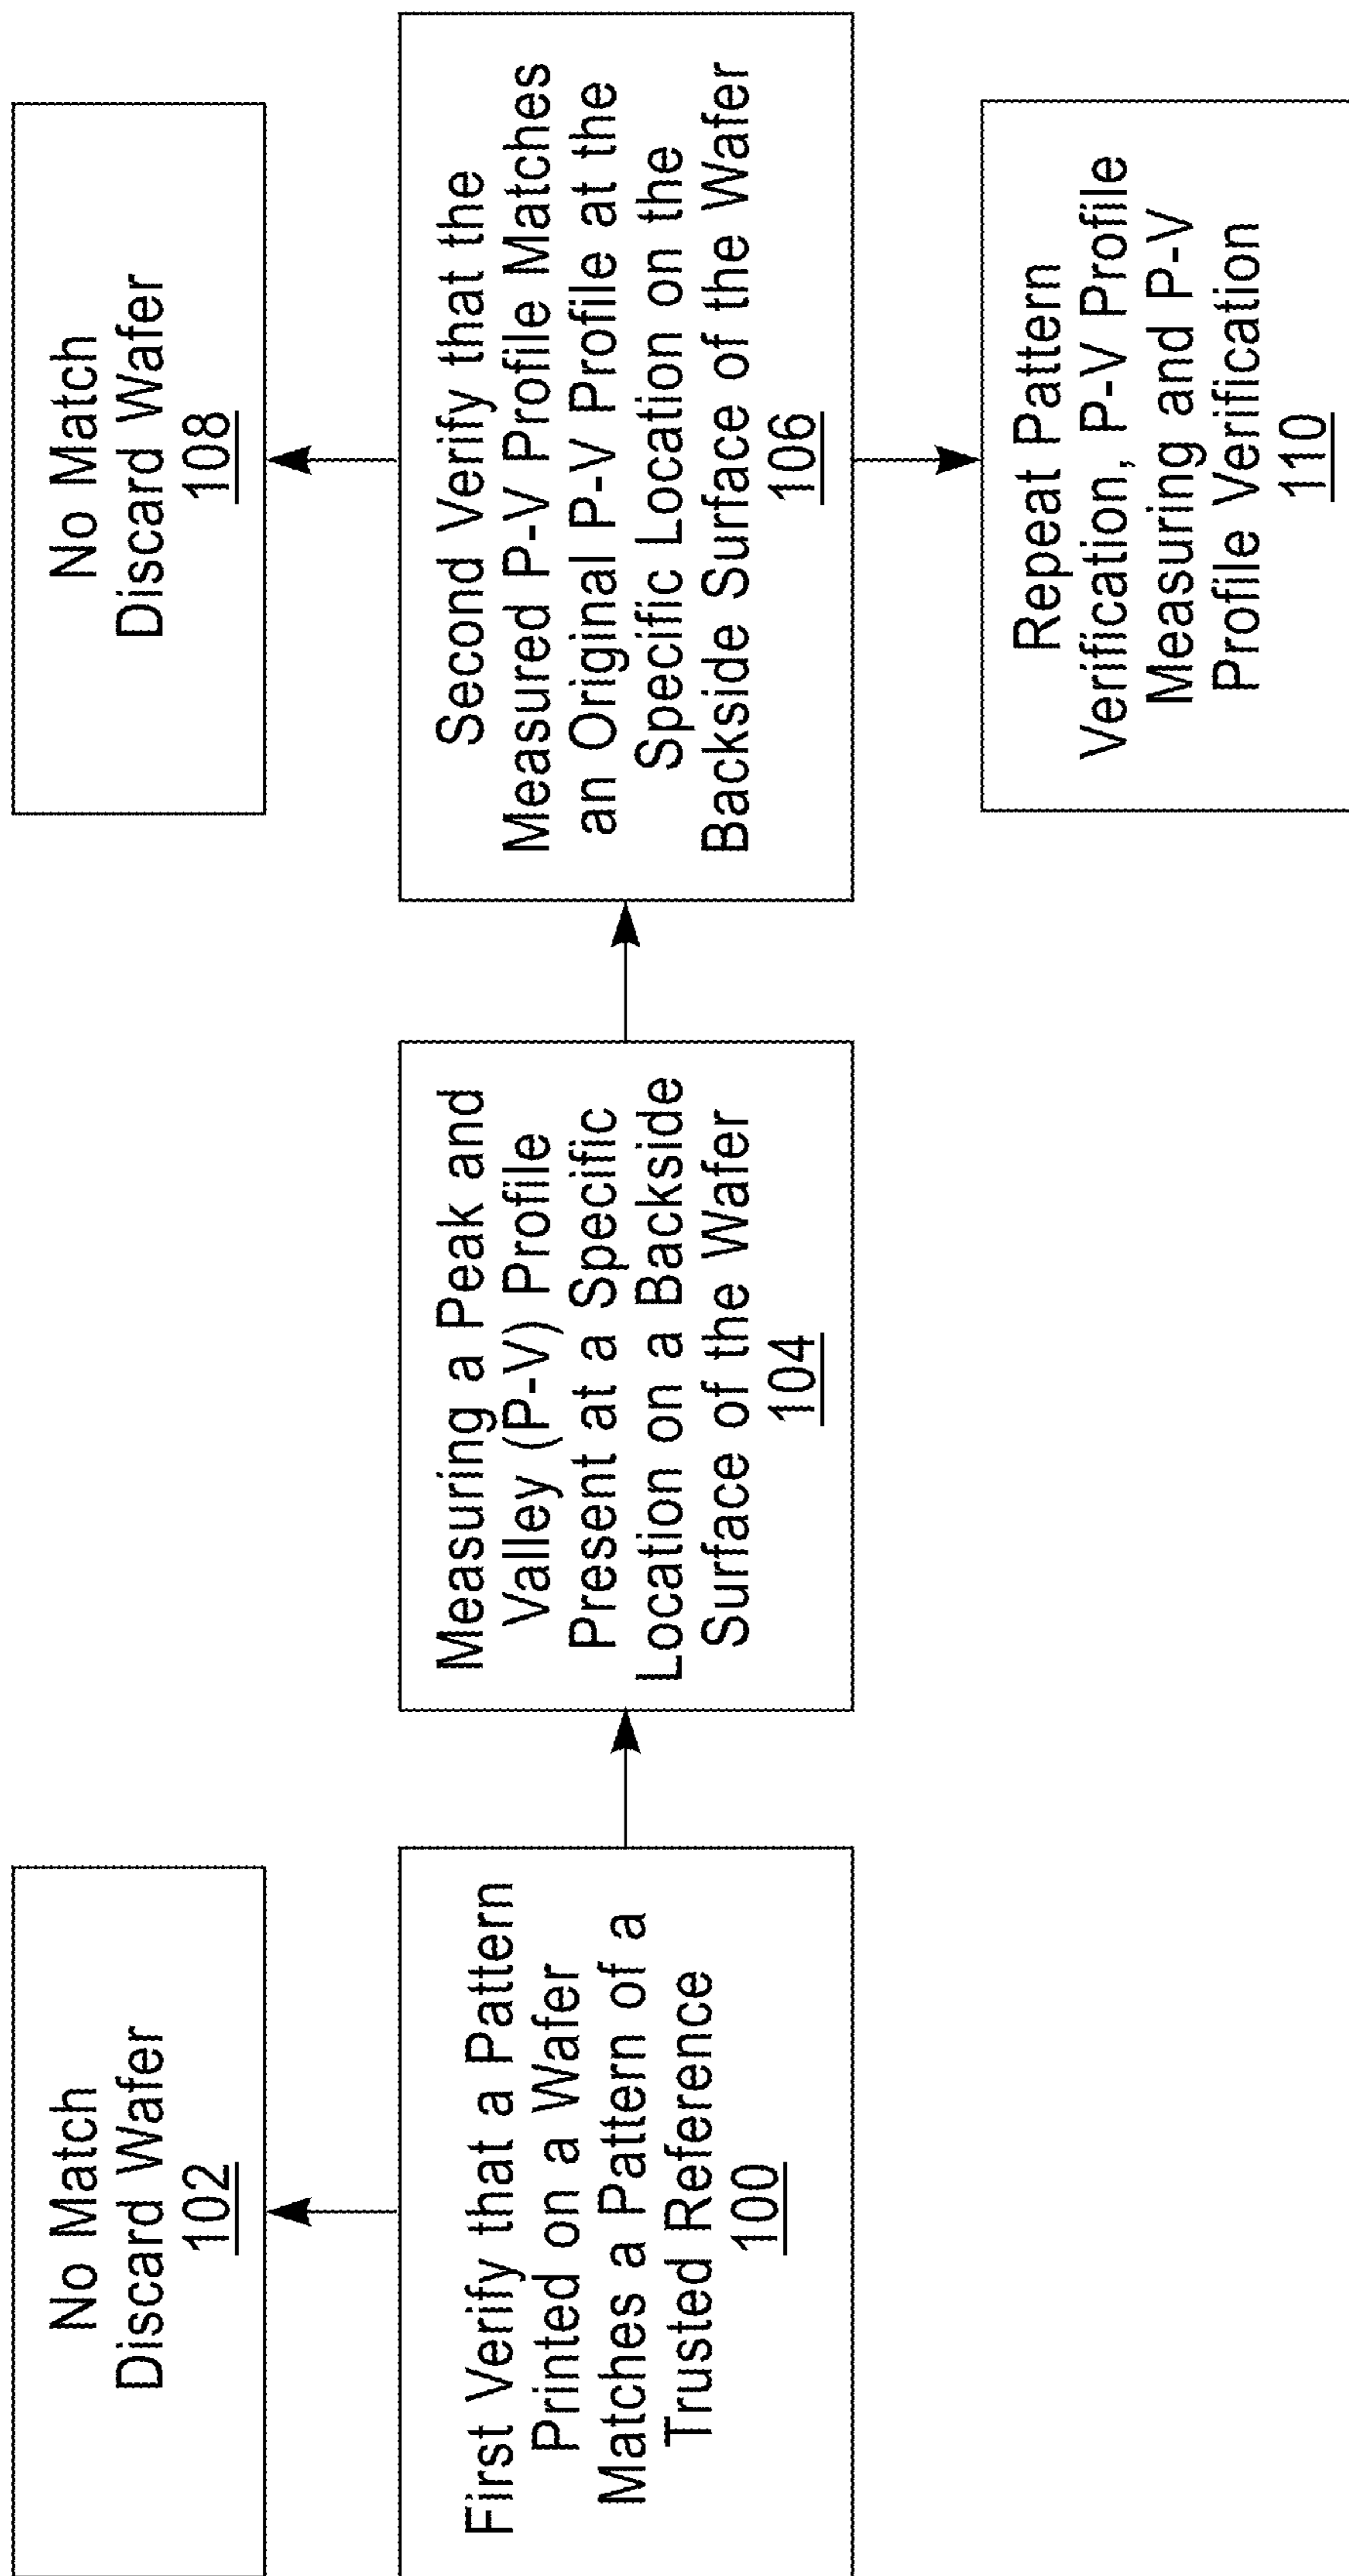 No Match
Discard Wafer
102
First Verify that a Pattern
Printed on a Wafer
Matches a Pattern of a
Trusted Reference
100
Measuring a Peak and
Valley (P-V) Profile
Present at a Specific
Location on a Backside
Surface of the Wafer
104
No Match
Discard Wafer
108
Second Verify that the
Measured P-V Profile Matches
an Original P-V Profile at the
Specific Location on the
Backside Surface of the Wafer
106
Repeat Pattern
Verification, P-V Profile
Measuring and P-V
Profile Verification
110